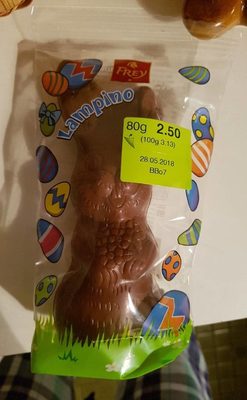 FREY
Lampino
80g 2.50
(100g 3.13)
28.05.2018
BBo7